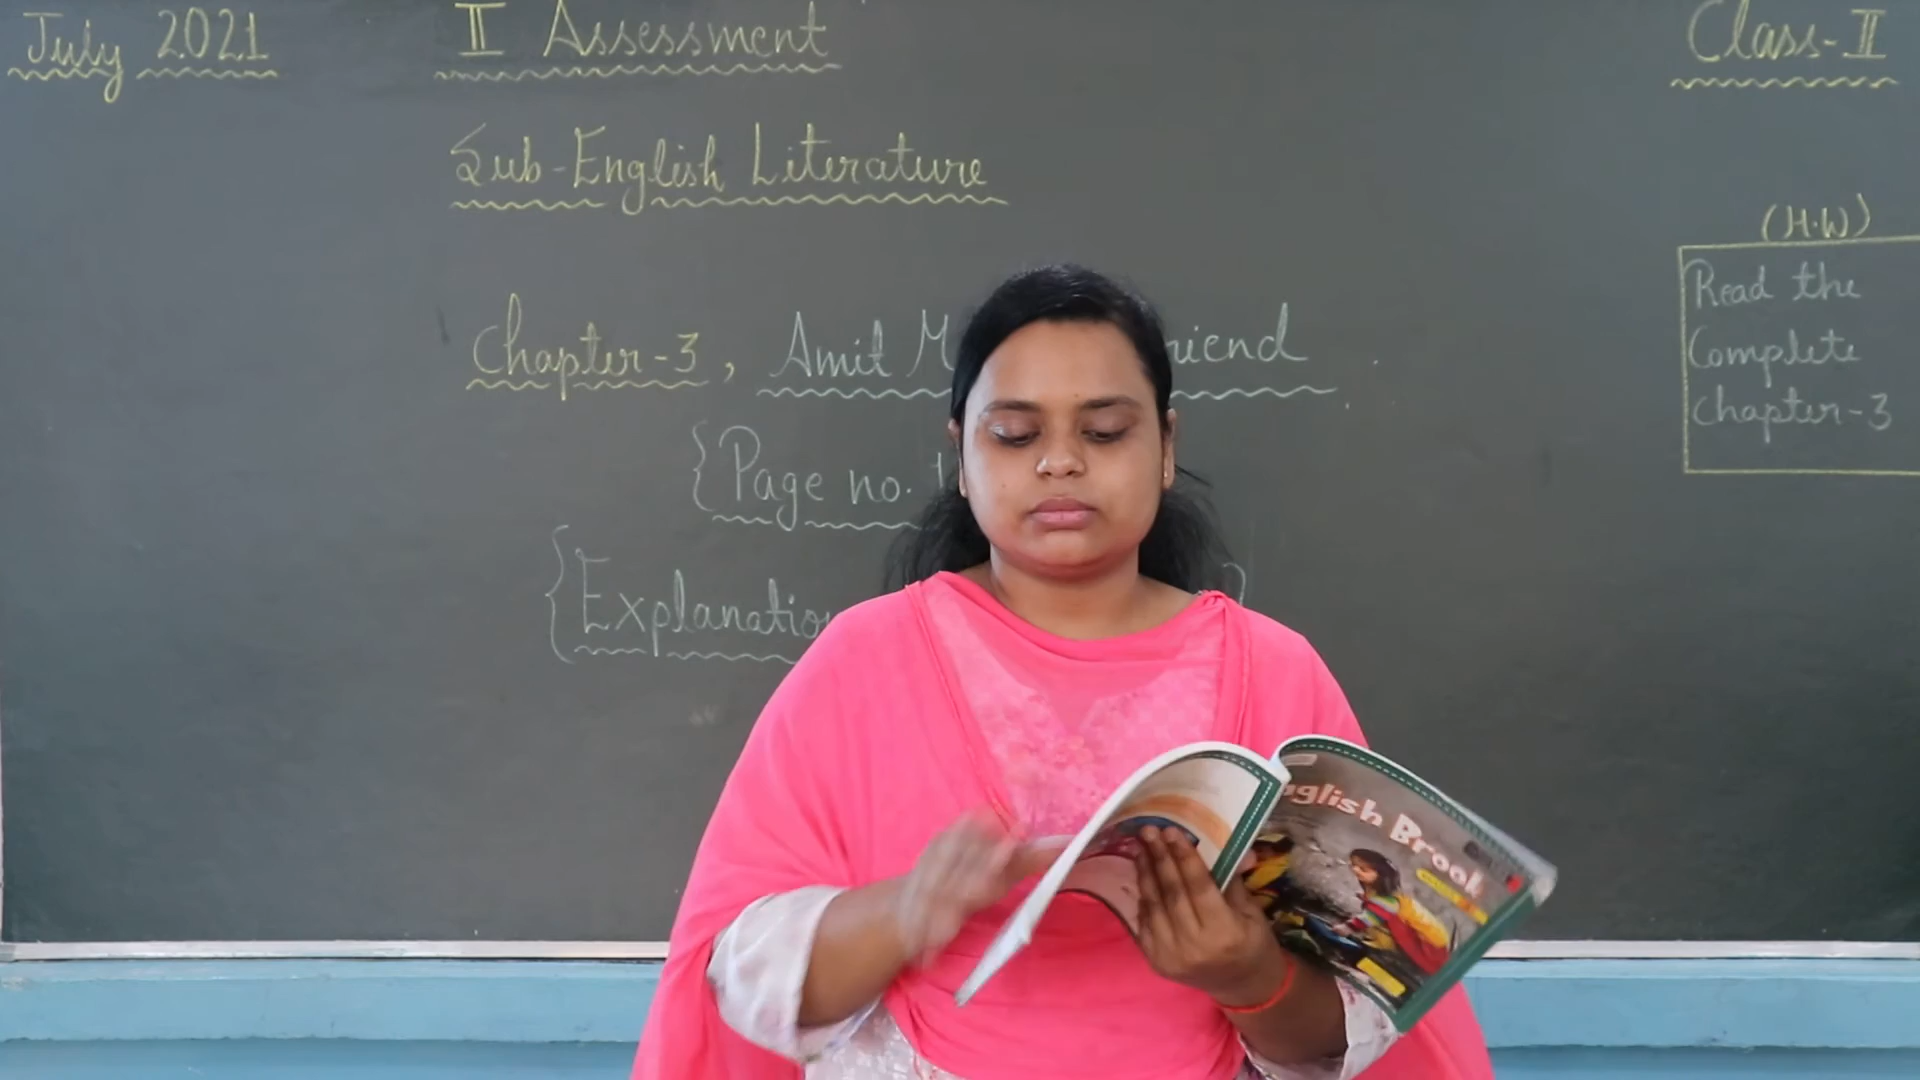 July 2021
II Assessment
Class-II
Sub-English Literature
(H.W)
Read the
Complete
chapter-3
Chapter-3, Amit M riend
{Page no.
{Explanatio }
nglish Brook